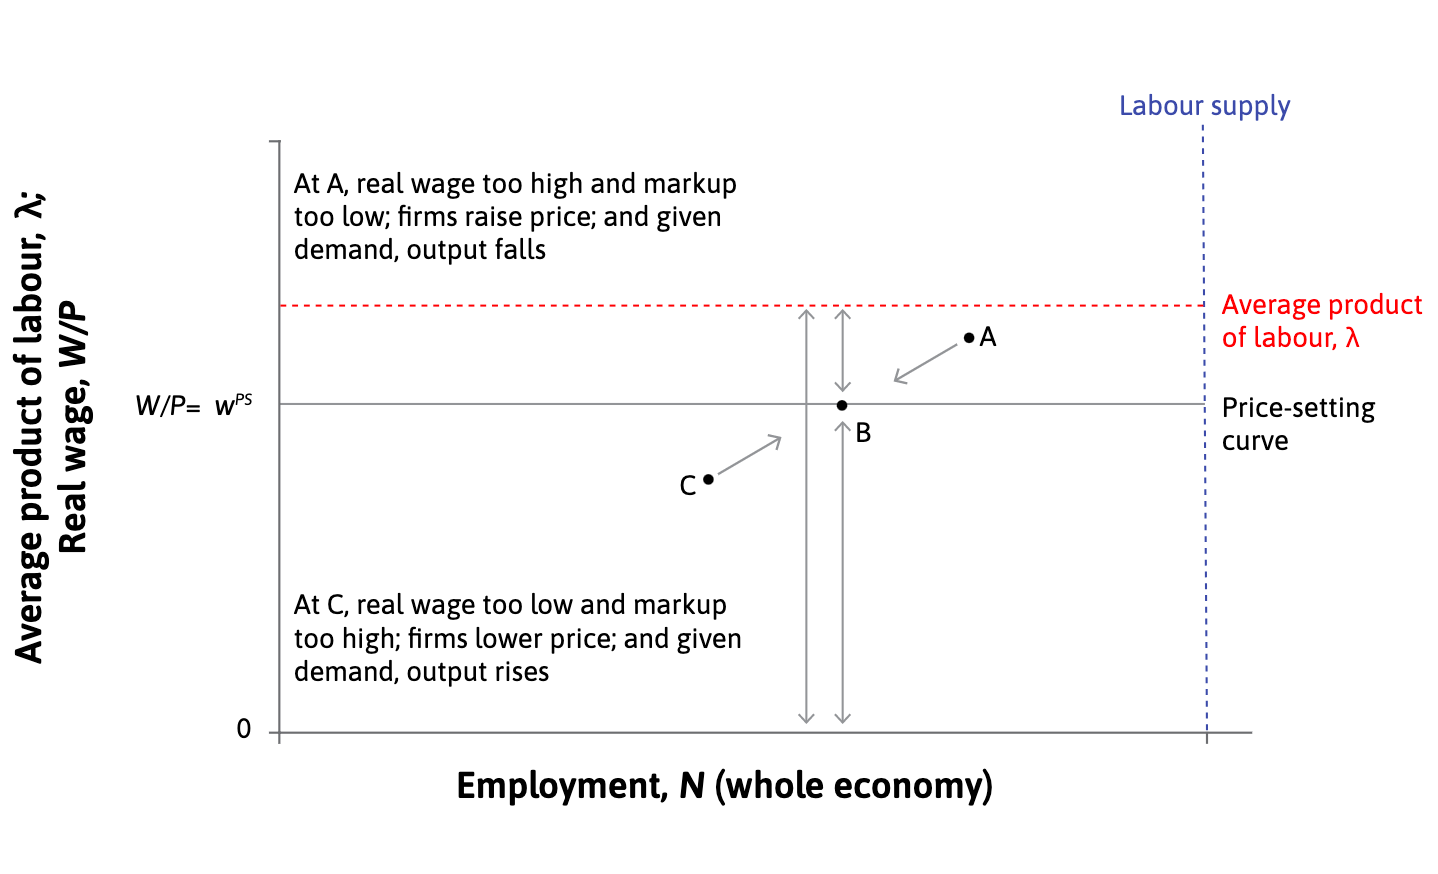 Labour supply
At A, real wage too high and markup
too low; firms raise price; and given
demand, output falls
Average product of labour, λ;
Real wage, W/P
Average product
of labour, λ
A
W/P= wᴾˢ
Price-setting
curve
B
C
At C, real wage too low and markup
too high; firms lower price; and given
demand, output rises
0
Employment, N (whole economy)